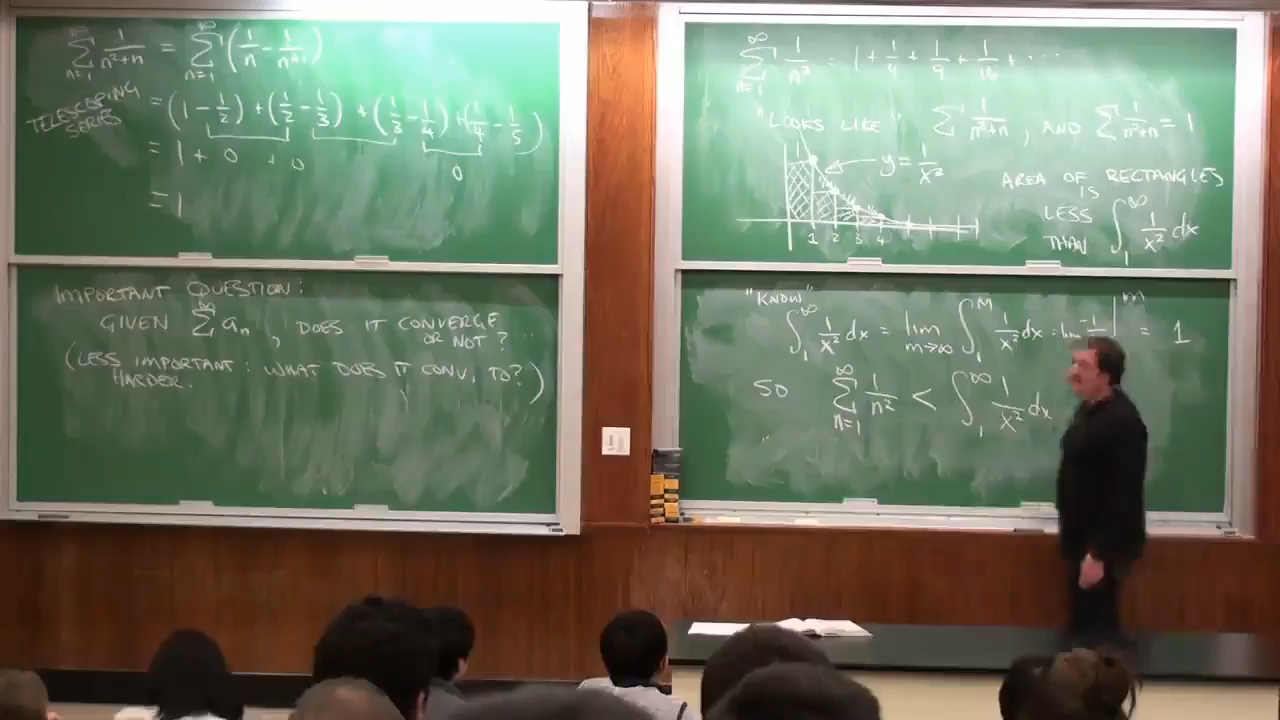 ∞∑n=1 1/(n²+n) = ∞∑n=1 (1/n - 1/(n+1))
TELESCOPING SERIES
= (1 - 1/2) + (1/2 - 1/3) + (1/3 - 1/4) + (1/4 - 1/5)
= 1 + 0 + 0 0
= 1
IMPORTANT QUESTION:
GIVEN ∞∑ aₙ, DOES IT CONVERGE
OR NOT?
(LESS IMPORTANT: WHAT DOES IT CONV, TO?)
HARDER.
∞∑n=1 1/n² = 1 + 1/4 + 1/9 + 1/16 + ...
"LOOKS LIKE" ∑ 1/(n²+n), AND ∑ 1/(n²+n) = 1
1 y = 1/x²
1 2 3 4
AREA OF RECTANGLES
IS
LESS
THAN ∫₁^∞ 1/x² dx
"KNOW"
∫₁^∞ 1/x² dx = lim m→∞ ∫₁^M 1/x² dx = lim -1/ |^m = 1
SO ∞∑n=1 1/n² < ∫₁^∞ 1/x² dx